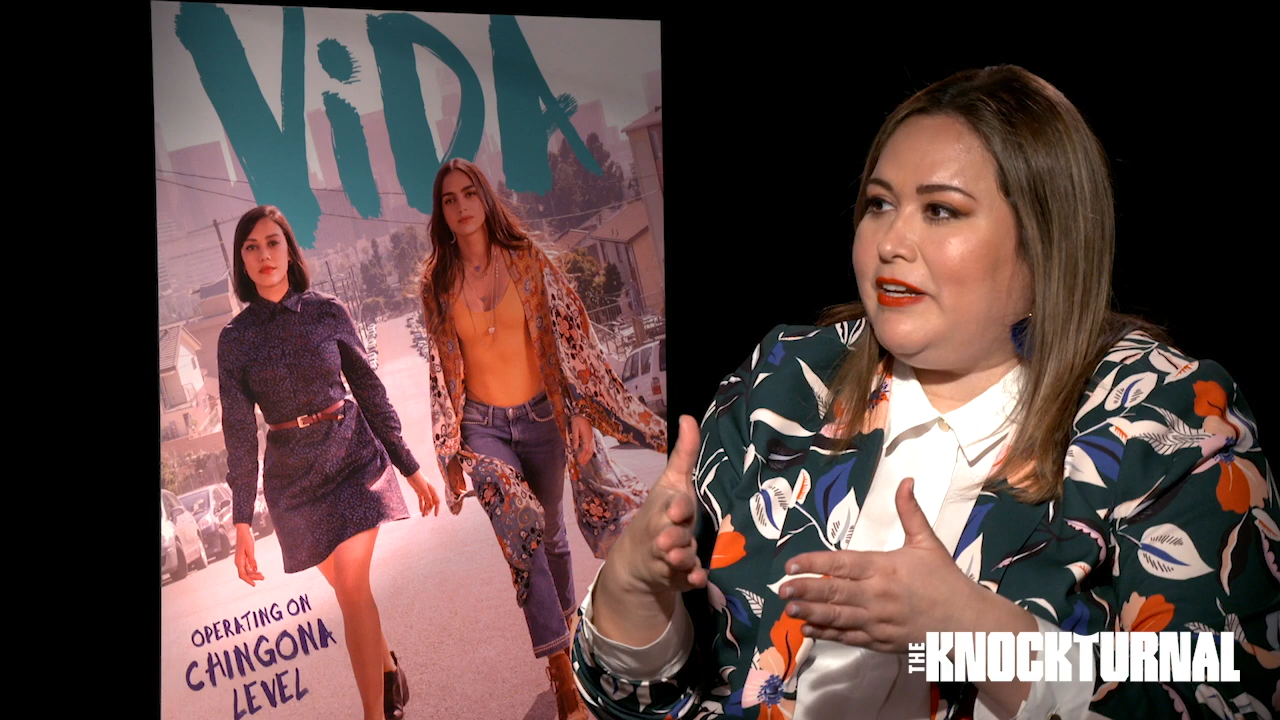 ViDA
OPERATING ON
CHINGONA
LEVEL
THE KNOCKTURNAL